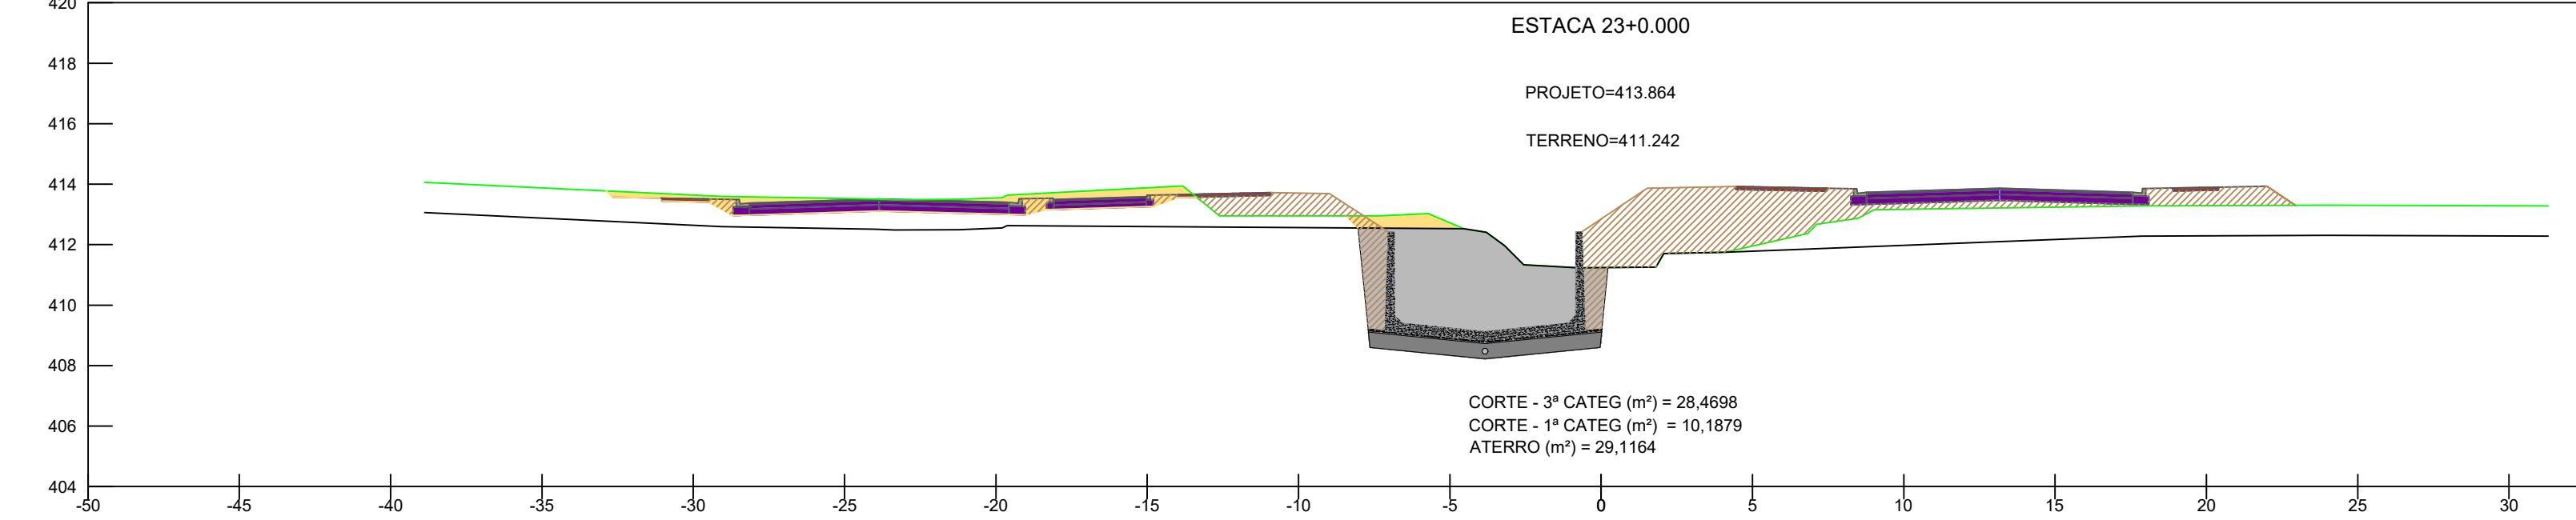 420
ESTACA 23+0.000
418
PROJETO=413.864
416
TERRENO=411.242
414
412
410
408
CORTE - 3ª CATEG (m²) = 28,4698
406
CORTE - 1ª CATEG (m²)  = 10,1879
ATERRO (m²) = 29,1164
404
-50 -45 -40 -35 -30 -25 -20 -15 -10 -5 0 5 10 15 20 25 30